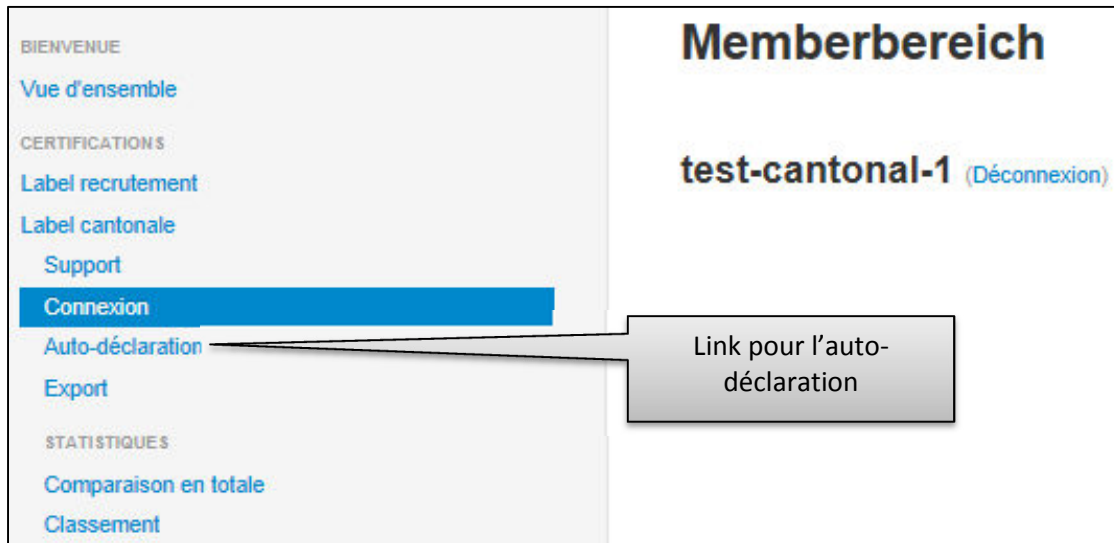 BIENVENUE
Vue d'ensemble
CERTIFICATIONS
Label recrutement
Label cantonale
Support
Connexion
Auto-déclaration
Export
STATISTIQUES
Comparaison en totale
Classement
Memberbereich
test-cantonal-1 (Déconnexion)
Link pour l’auto-
déclaration